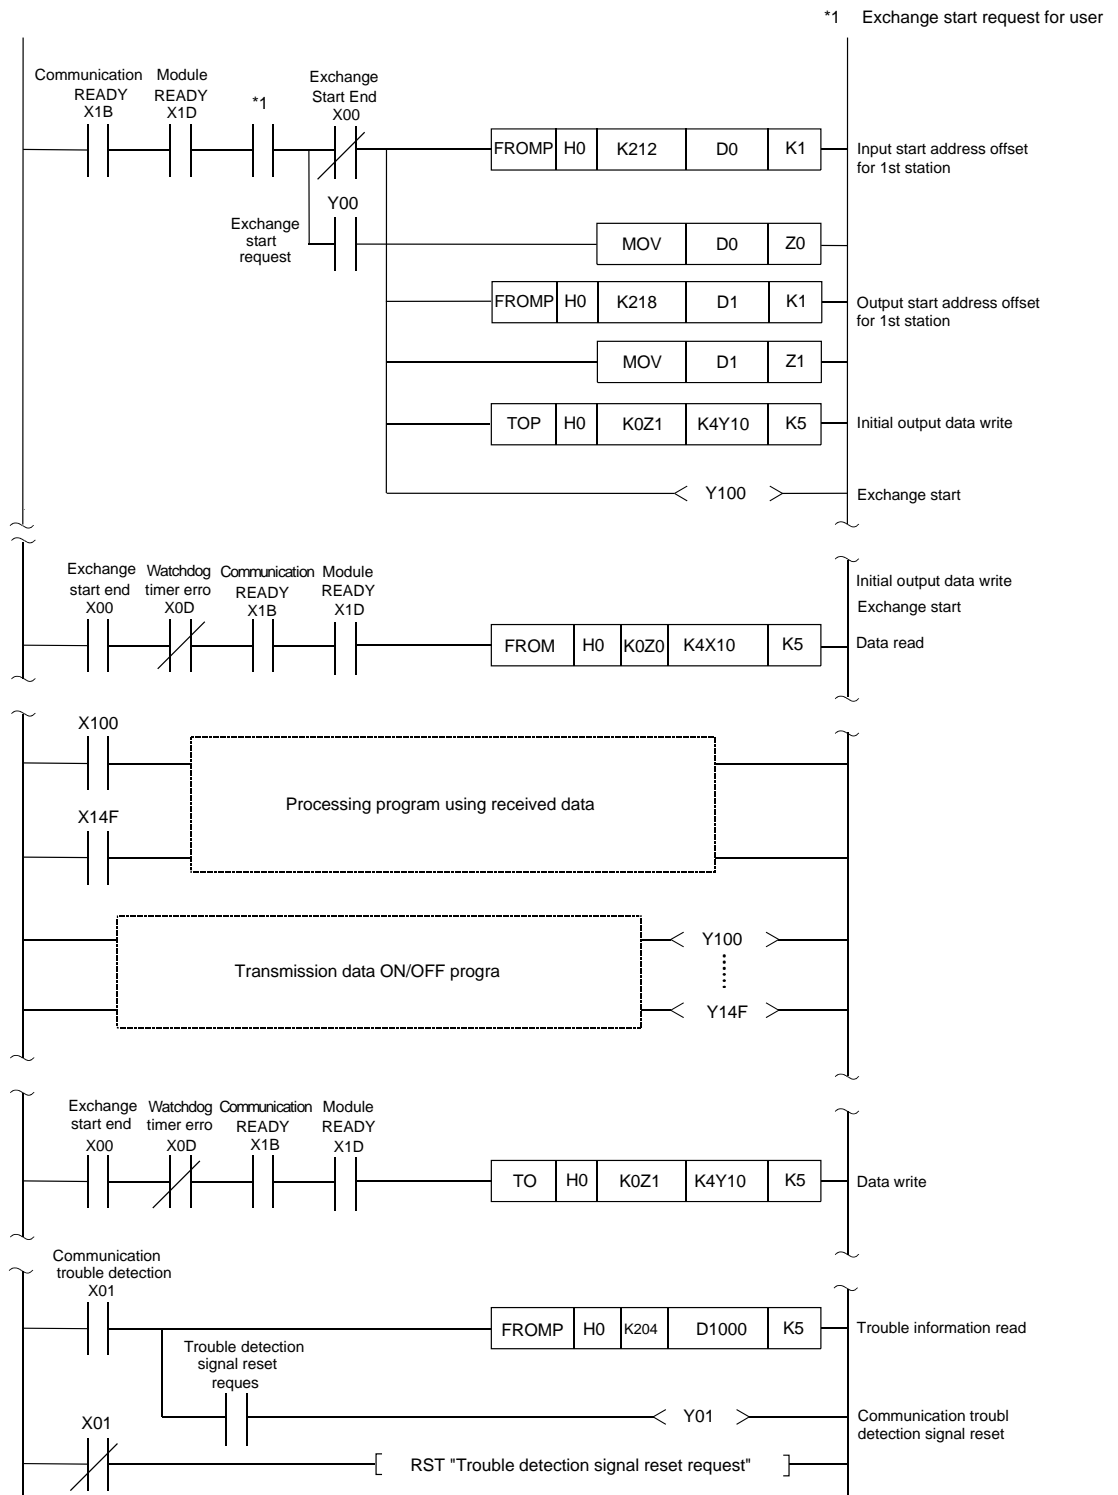 *1 Exchange start request for user
Communication
READY
X1B
Module
READY
X1D
*1
Exchange
Start End
X00
FROMP H0 K212 D0 K1
Input start address offset
for 1st station
Y00
Exchange
start
request
MOV D0 Z0
FROMP H0 K218 D1 K1
Output start address offset
for 1st station
MOV D1 Z1
TOP H0 K0Z1 K4Y10 K5
Initial output data write
Y100
Exchange start
Exchange
start end
X00
Watchdog
timer erro
X0D
Communication
READY
X1B
Module
READY
X1D
Initial output data write
Exchange start
FROM H0 K0Z0 K4X10 K5
Data read
X100
Processing program using received data
X14F
Transmission data ON/OFF progra
Y100
Y14F
Exchange
start end
X00
Watchdog
timer erro
X0D
Communication
READY
X1B
Module
READY
X1D
TO H0 K0Z1 K4Y10 K5
Data write
Communication
trouble detection
X01
FROMP H0 K204 D1000 K5
Trouble information read
Trouble detection
signal reset
reques
Y01
Communication troubl
detection signal reset
X01
RST "Trouble detection signal reset request"